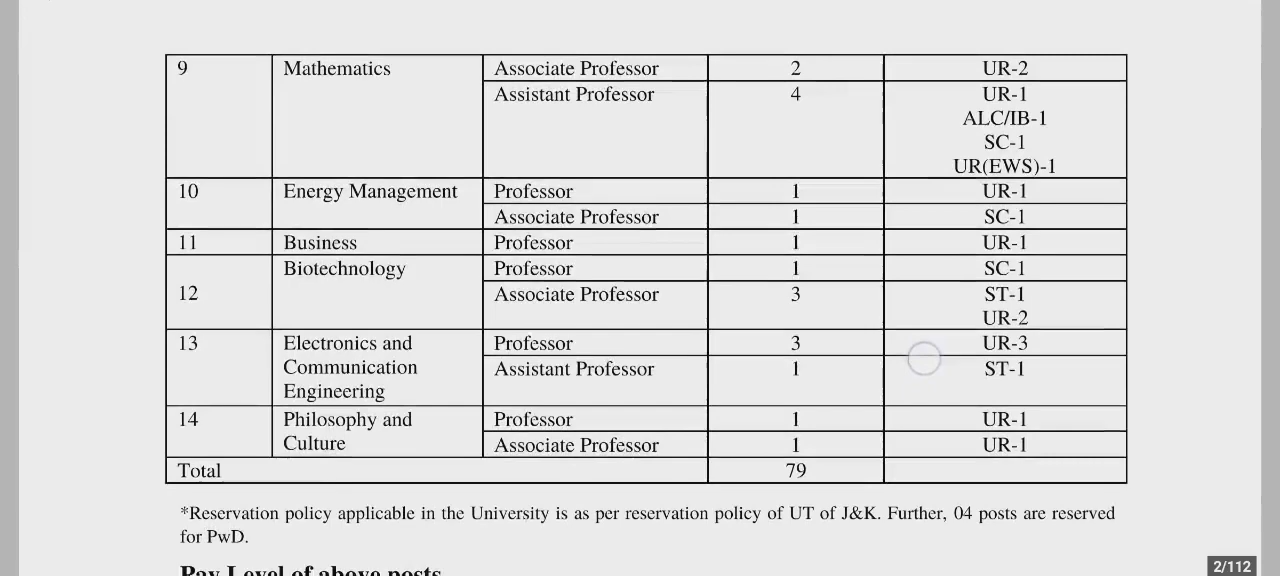 9 Mathematics Associate Professor 2 UR-2
Assistant Professor 4 UR-1
ALC/IB-1
SC-1
UR(EWS)-1
10 Energy Management Professor 1 UR-1
Associate Professor 1 SC-1
11 Business Professor 1 UR-1
Biotechnology Professor 1 SC-1
12 Associate Professor 3 ST-1
UR-2
13 Electronics and Professor 3 UR-3
Communication Assistant Professor 1 ST-1
Engineering
14 Philosophy and Professor 1 UR-1
Culture Associate Professor 1 UR-1
Total 79
*Reservation policy applicable in the University is as per reservation policy of UT of J&K. Further, 04 posts are reserved
for PwD.
Pay Level of above posts
2/112